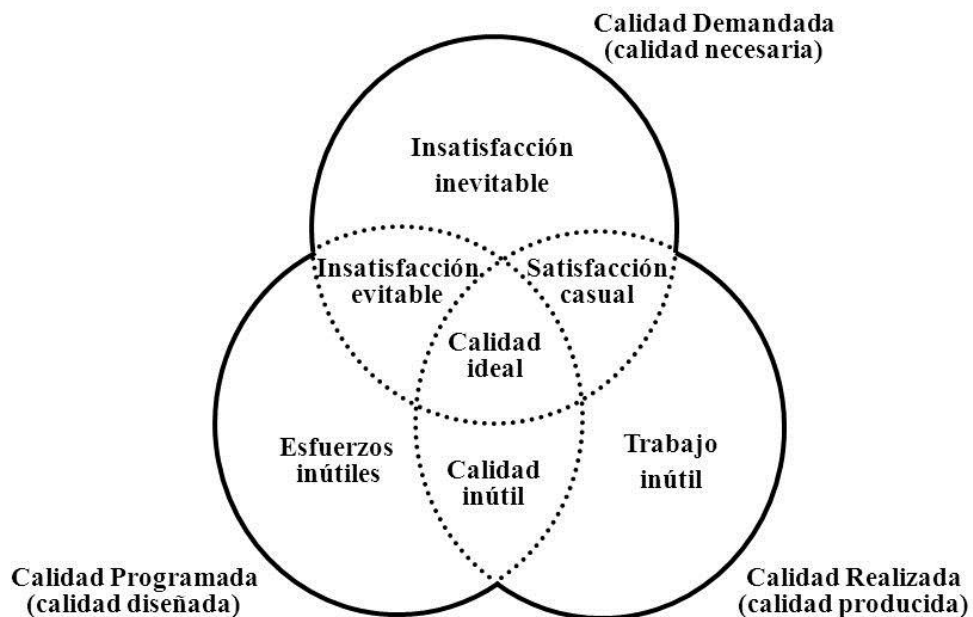 Calidad Demandada
(calidad necesaria)
Insatisfacción
inevitable
Insatisfacción
evitable
Satisfacción
casual
Calidad
ideal
Esfuerzos
inútiles
Calidad
inútil
Trabajo
inútil
Calidad Programada
(calidad diseñada)
Calidad Realizada
(calidad producida)